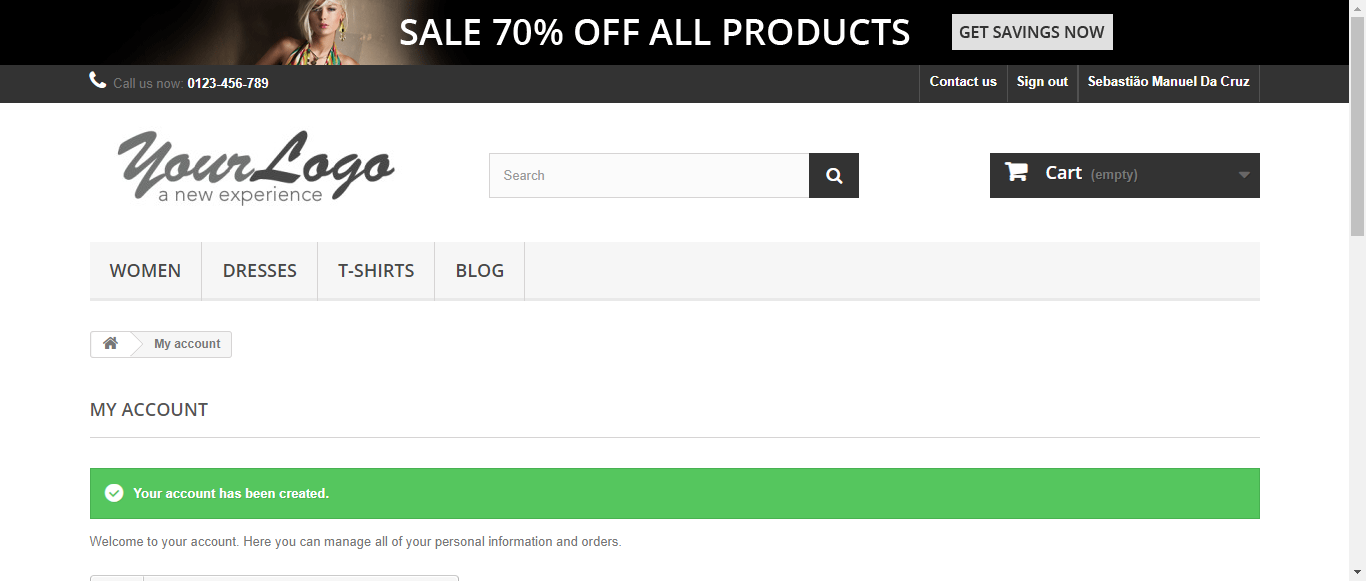 SALE 70% OFF ALL PRODUCTS
GET SAVINGS NOW
Call us now: 0123-456-789
Contact us
Sign out
Sebastião Manuel Da Cruz
YourLogo
a new experience
Search
Cart (empty)
WOMEN
DRESSES
T-SHIRTS
BLOG
My account
MY ACCOUNT
Your account has been created.
Welcome to your account. Here you can manage all of your personal information and orders.